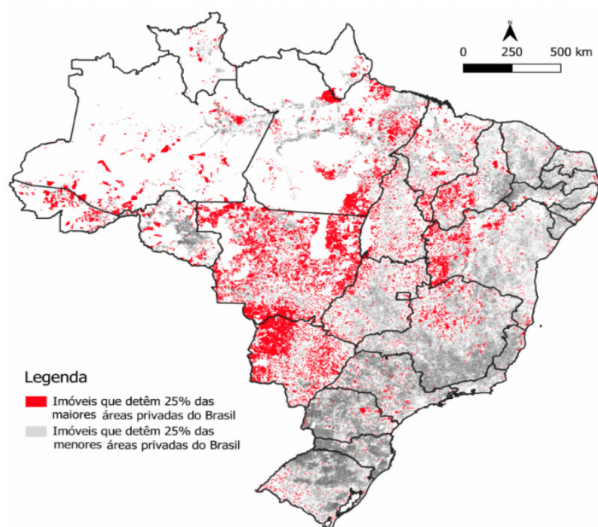 N
0 250 500 km
Legenda
Imóveis que detêm 25% das
maiores áreas privadas do Brasil
Imóveis que detêm 25% das
menores áreas privadas do Brasil